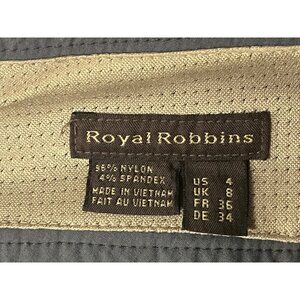 Royal Robbins
96% NYLON
4% SPANDEX
MADE IN VIETNAM
FAIT AU VIETNAM
US 4
UK 8
FR 36
DE 34